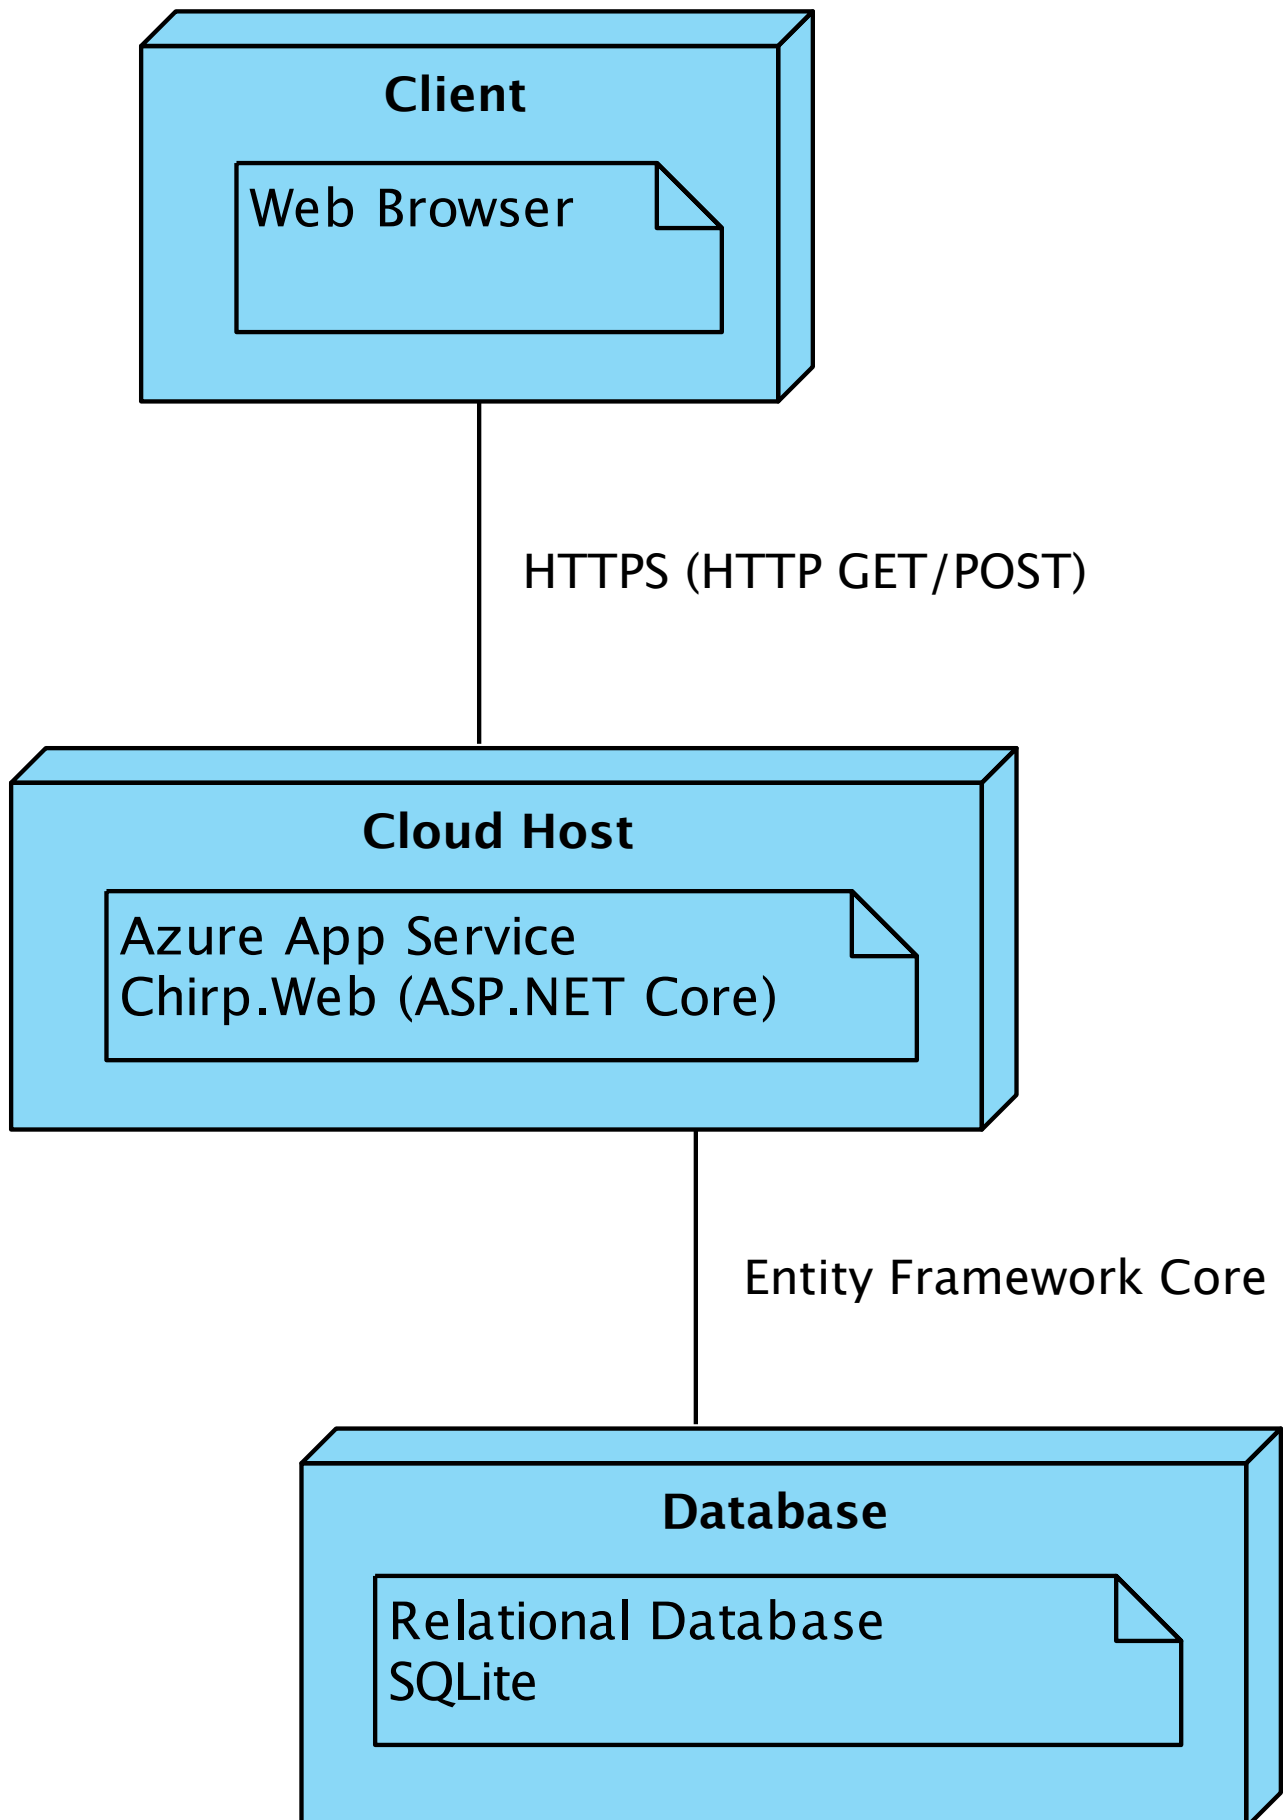 Client
Web Browser
HTTPS (HTTP GET/POST)
Cloud Host
Azure App Service
Chirp.Web (ASP.NET Core)
Entity Framework Core
Database
Relational Database
SQLite